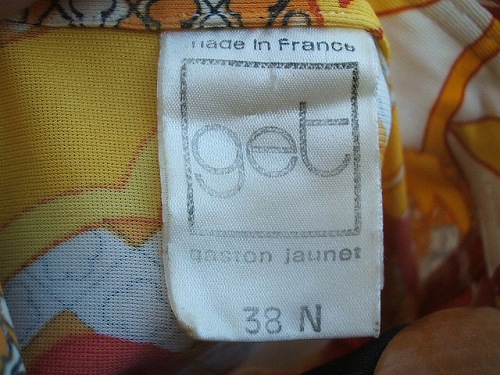 made in France
get
gaston jaunet
38 N